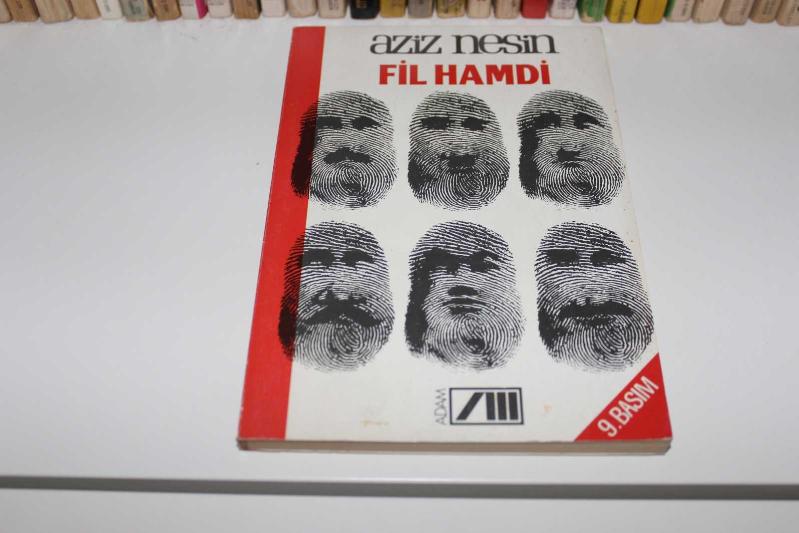 aziz nesin
FİL HAMDİ
ADAM
9. BASIM